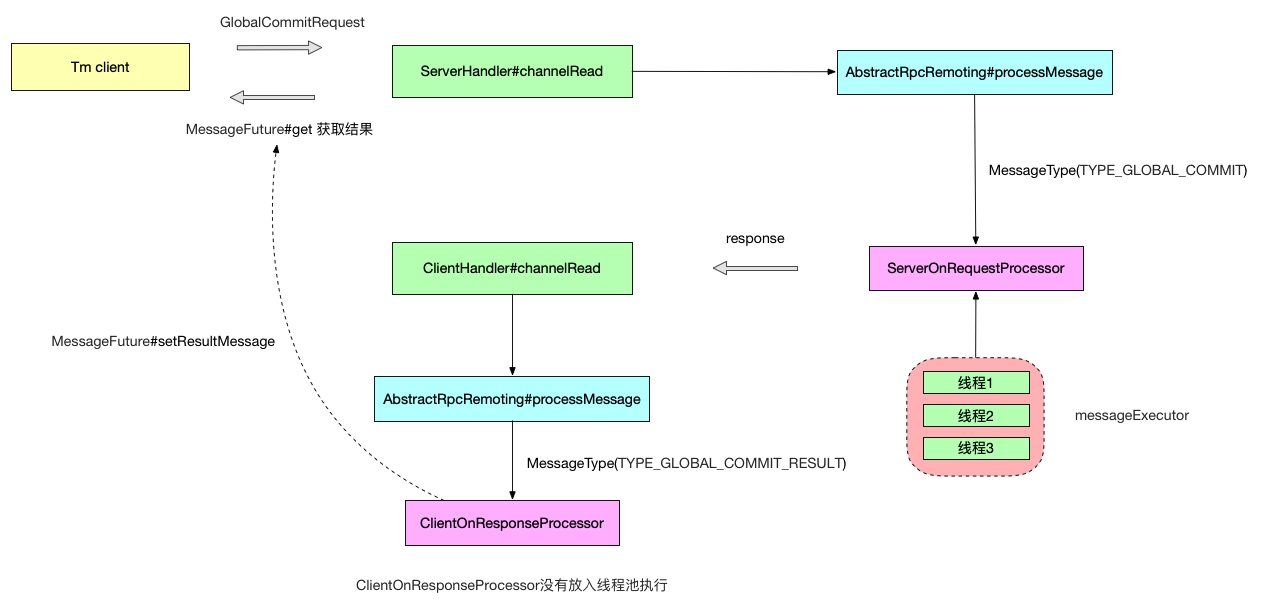 GlobalCommitRequest
Tm client
ServerHandler#channelRead
AbstractRpcRemoting#processMessage
MessageFuture#get 获取结果
MessageType(TYPE_GLOBAL_COMMIT)
response
ClientHandler#channelRead
ServerOnRequestProcessor
MessageFuture#setResultMessage
线程1
AbstractRpcRemoting#processMessage
线程2
messageExecutor
线程3
MessageType(TYPE_GLOBAL_COMMIT_RESULT)
ClientOnResponseProcessor
ClientOnResponseProcessor没有放入线程池执行